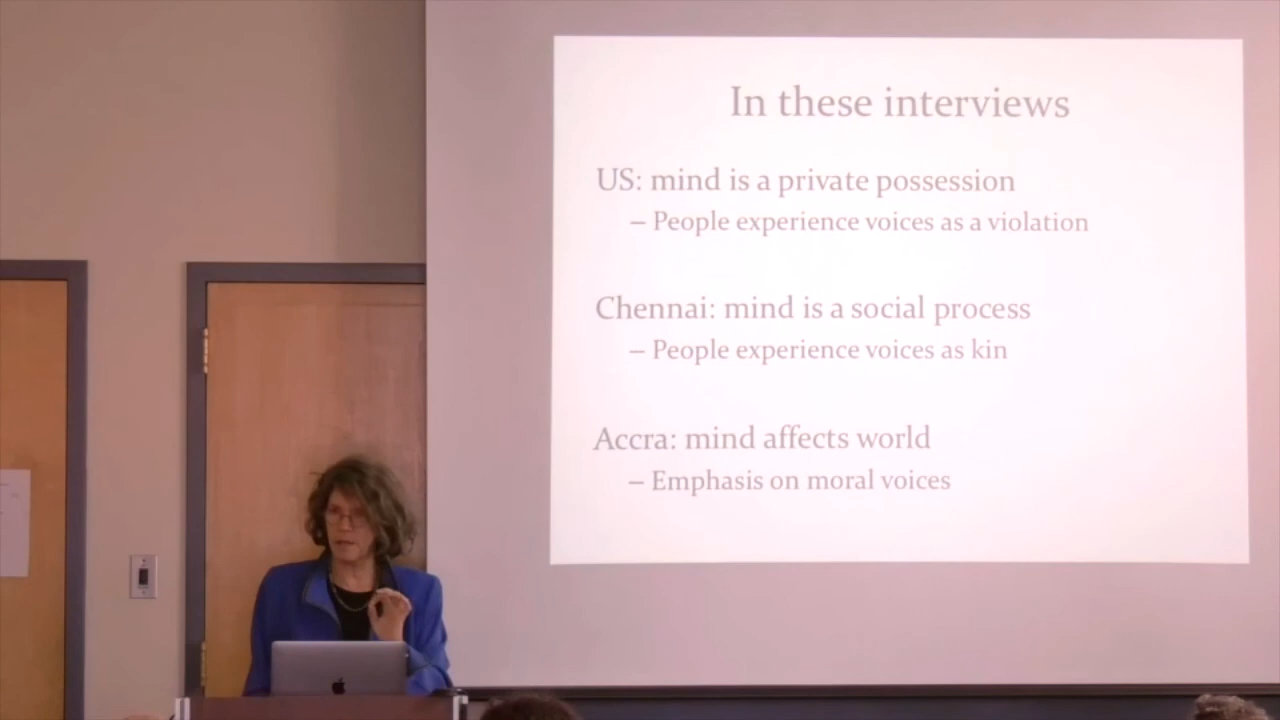 In these interviews
US: mind is a private possession
– People experience voices as a violation
Chennai: mind is a social process
– People experience voices as kin
Accra: mind affects world
– Emphasis on moral voices